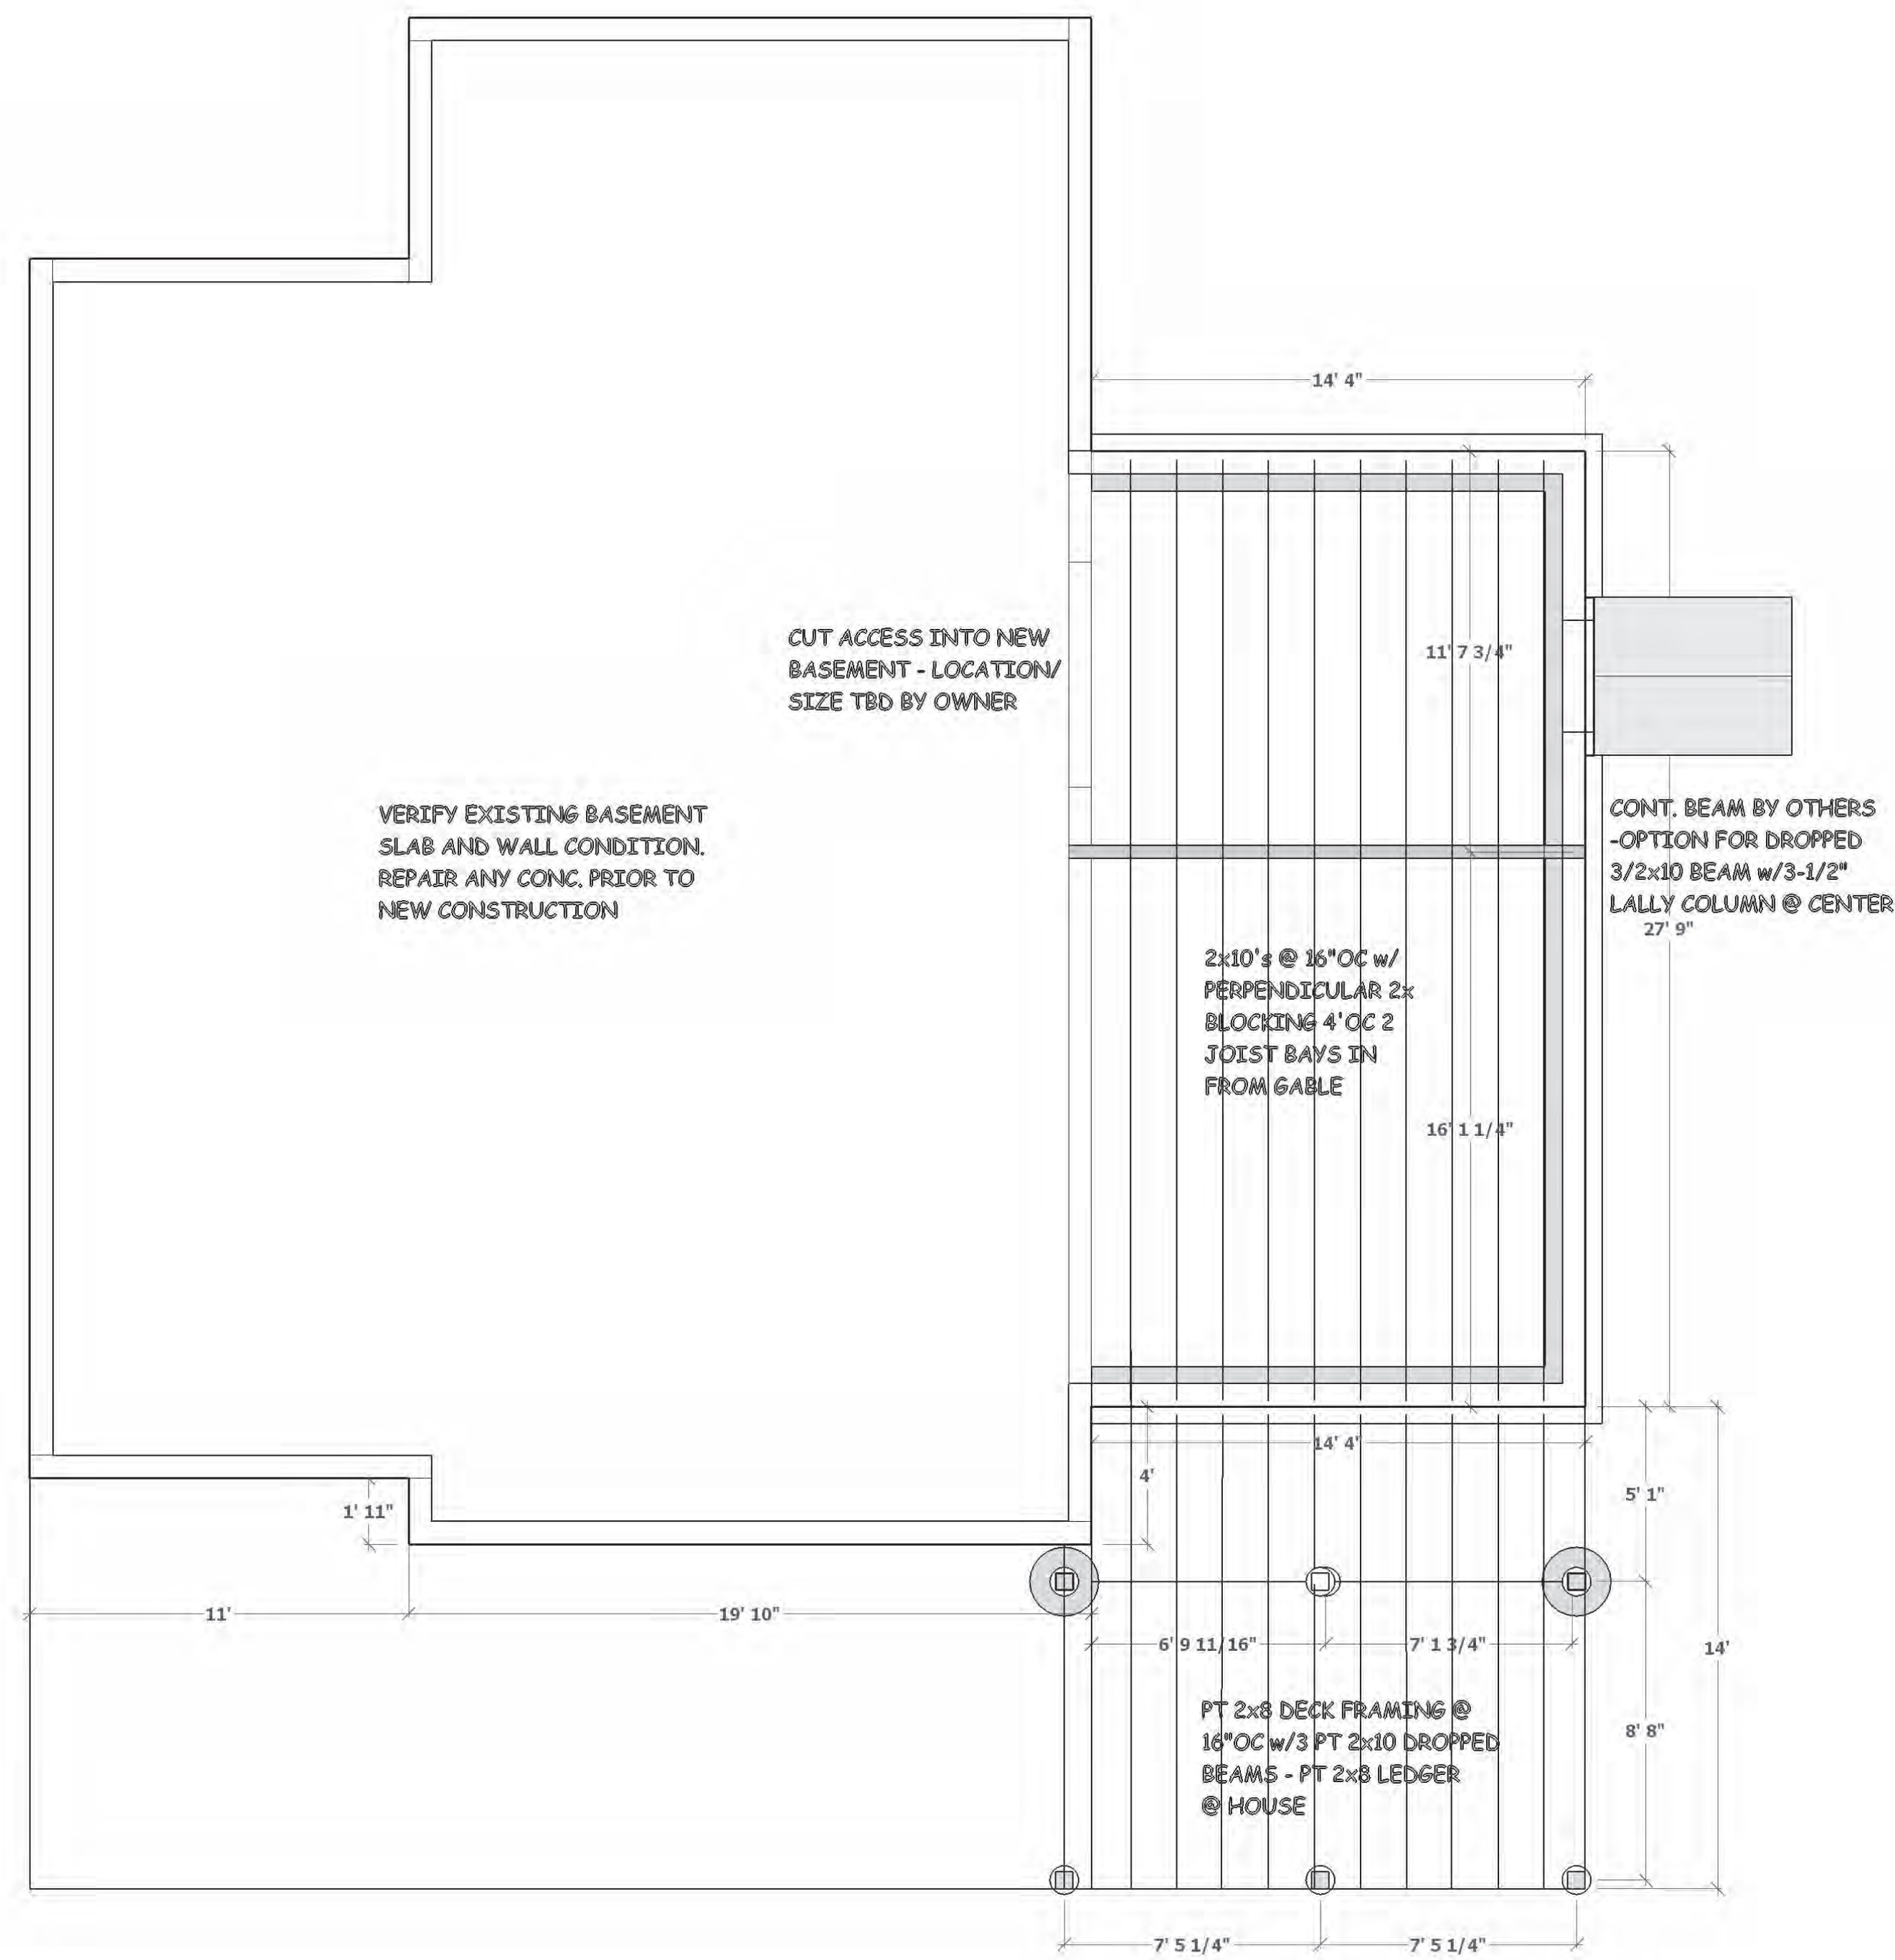 14' 4"
CUT ACCESS INTO NEW
BASEMENT - LOCATION/
SIZE TBD BY OWNER
11' 7 3/4"
VERIFY EXISTING BASEMENT
SLAB AND WALL CONDITION.
REPAIR ANY CONC. PRIOR TO
NEW CONSTRUCTION
CONT. BEAM BY OTHERS
-OPTION FOR DROPPED
3/2x10 BEAM w/3-1/2"
LALLY COLUMN @ CENTER
27' 9"
2x10's @ 16"OC w/
PERPENDICULAR 2x
BLOCKING 4'OC 2
JOIST BAYS IN
FROM GABLE
16' 1 1/4"
14' 4"
4'
5' 1"
1' 11"
11'
19' 10"
6' 9 11/16"
7' 1 3/4"
14'
PT 2x8 DECK FRAMING @
16"OC w/3 PT 2x10 DROPPED
BEAMS - PT 2x8 LEDGER
@ HOUSE
8' 8"
7' 5 1/4"
7' 5 1/4"